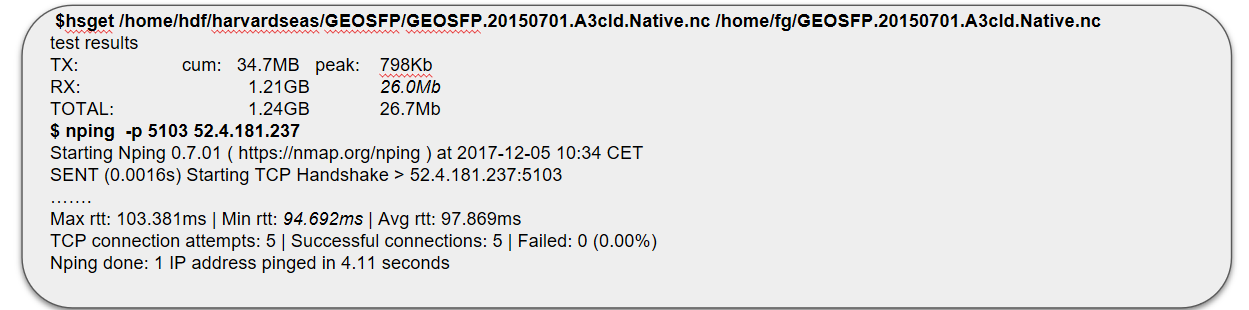 $hsget /home/hdf/harvardseas/GEOSFP/GEOSFP.20150701.A3cld.Native.nc /home/fg/GEOSFP.20150701.A3cld.Native.nc
test results
TX: cum: 34.7MB peak: 798Kb
RX: 1.21GB 26.0Mb
TOTAL: 1.24GB 26.7Mb
$ nping -p 5103 52.4.181.237
Starting Nping 0.7.01 ( https://nmap.org/nping ) at 2017-12-05 10:34 CET
SENT (0.0016s) Starting TCP Handshake > 52.4.181.237:5103
…….
Max rtt: 103.381ms | Min rtt: 94.692ms | Avg rtt: 97.869ms
TCP connection attempts: 5 | Successful connections: 5 | Failed: 0 (0.00%)
Nping done: 1 IP address pinged in 4.11 seconds